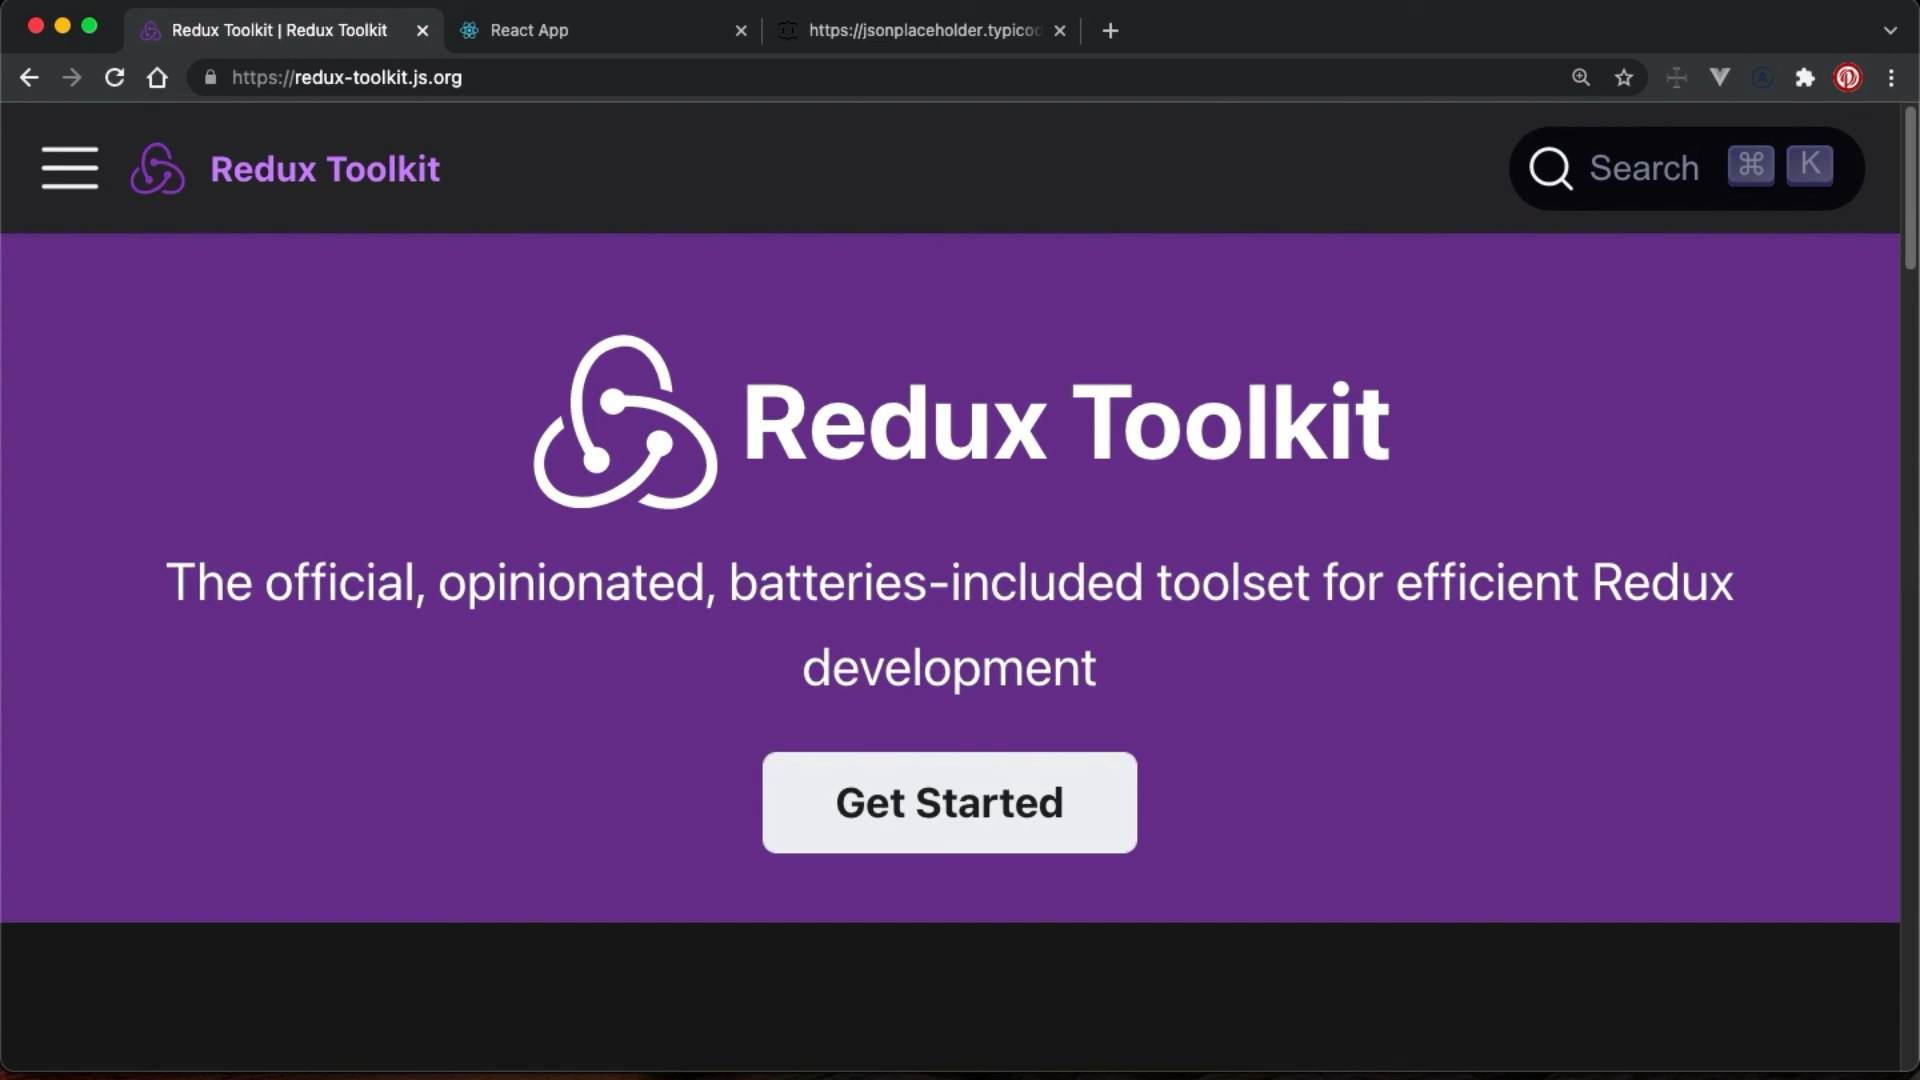 Redux Toolkit | Redux Toolkit
React App
https://jsonplaceholder.typicod
https://redux-toolkit.js.org
Redux Toolkit
Search ⌘ K
Redux Toolkit
The official, opinionated, batteries-included toolset for efficient Redux
development
Get Started